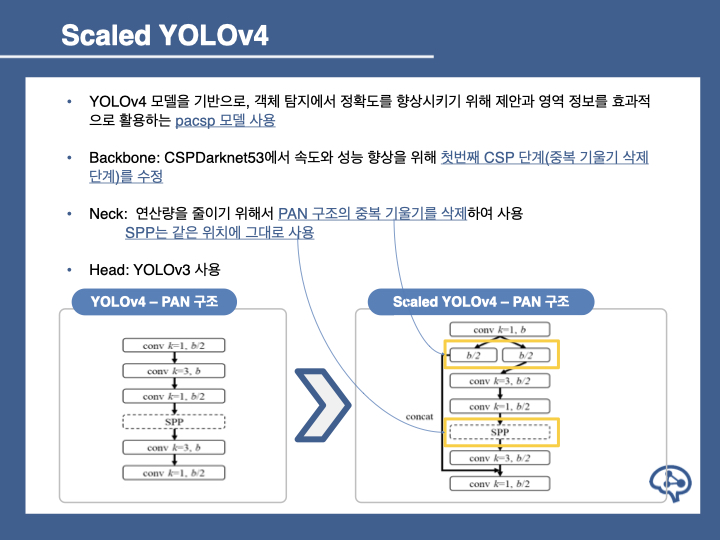 Scaled YOLOv4
• YOLOv4 모델을 기반으로, 객체 탐지에서 정확도를 향상시키기 위해 제안과 영역 정보를 효과적
으로 활용하는 pacsp 모델 사용
• Backbone: CSPDarknet53에서 속도와 성능 향상을 위해 첫번째 CSP 단계(중복 기울기 삭제
단계)를 수정
• Neck: 연산량을 줄이기 위해서 PAN 구조의 중복 기울기를 삭제하여 사용
SPP는 같은 위치에 그대로 사용
• Head: YOLOv3 사용
YOLOv4 – PAN 구조
conv k=1, b/2
conv k=3, b
conv k=1, b/2
SPP
conv k=3, b
conv k=1, b/2
Scaled YOLOv4 – PAN 구조
conv k=1, b
b/2 b/2
conv k=3, b/2
conv k=1, b/2
concat
SPP
conv k=3, b/2
conv k=1, b/2